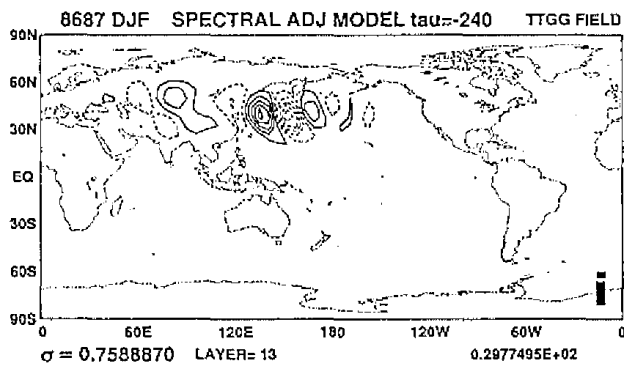 8687 DJF SPECTRAL ADJ MODEL tau=-240 TTGG FIELD
90N
60N
30N
EQ
30S
60S
90S
0 60E 120E 180 120W 60W 0
σ = 0.7588870 LAYER= 13 0.2977495E+02